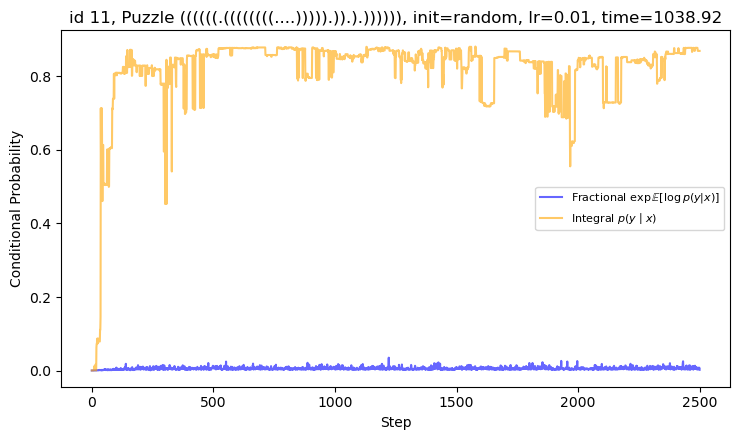 id 11, Puzzle ((((((.((((((((....))))).)).).)))))), init=random, lr=0.01, time=1038.92
Conditional Probability
0.8
0.6
0.4
0.2
0.0
Fractional exp𝔼[log p(y|x)]
Integral p(y | x)
0 500 1000 1500 2000 2500
Step